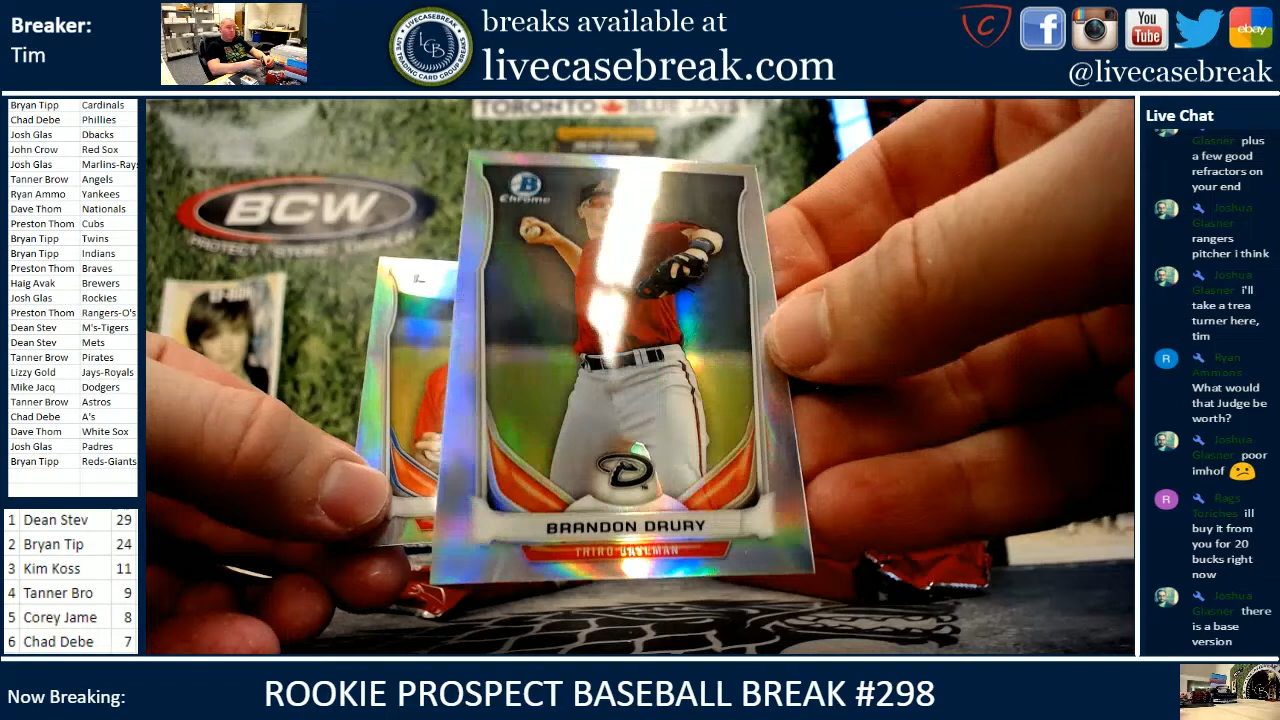 Breaker:
Tim
breaks available at
livecasebreak.com
LIVECASEBREAK
LCB
You
Tube
ebay
@livecasebreak
Bryan Tipp Cardinals
Chad Debe Phillies
Josh Glas Dbacks
John Crow Red Sox
Josh Glas Marlins-Rays
Tanner Brow Angels
Ryan Ammo Yankees
Dave Thom Nationals
Preston Thom Cubs
Bryan Tipp Twins
Bryan Tipp Indians
Preston Thom Braves
Haig Avak Brewers
Josh Glas Rockies
Preston Thom Rangers-O's
Dean Stev M's-Tigers
Dean Stev Mets
Tanner Brow Pirates
Lizzy Gold Jays-Royals
Mike Jacq Dodgers
Tanner Brow Astros
Chad Debe A's
Dave Thom White Sox
Josh Glas Padres
Bryan Tipp Reds-Giants
1 Dean Stev 29
2 Bryan Tip 24
3 Kim Koss 11
4 Tanner Bro 9
5 Corey Jame 8
6 Chad Debe 7
TORONTO BLUE JAYS
BCW
PROTECT STORE
B
Chrome
D
BRANDON DRURY
THIRD BASEMAN
Live Chat
Glasner plus
a few good
refractors on
your end
Joshua
Glasner
rangers
pitcher i think
Joshua
Glasner i'll
take a trea
turner here,
tim
R Ryan
Ammons
What would
that Judge be
worth?
Joshua
Glasner poor
imhof
R Rags
Toriches ill
buy it from
you for 20
bucks right
now
Joshua
Glasner there
is a base
version
Now Breaking:
ROOKIE PROSPECT BASEBALL BREAK #298